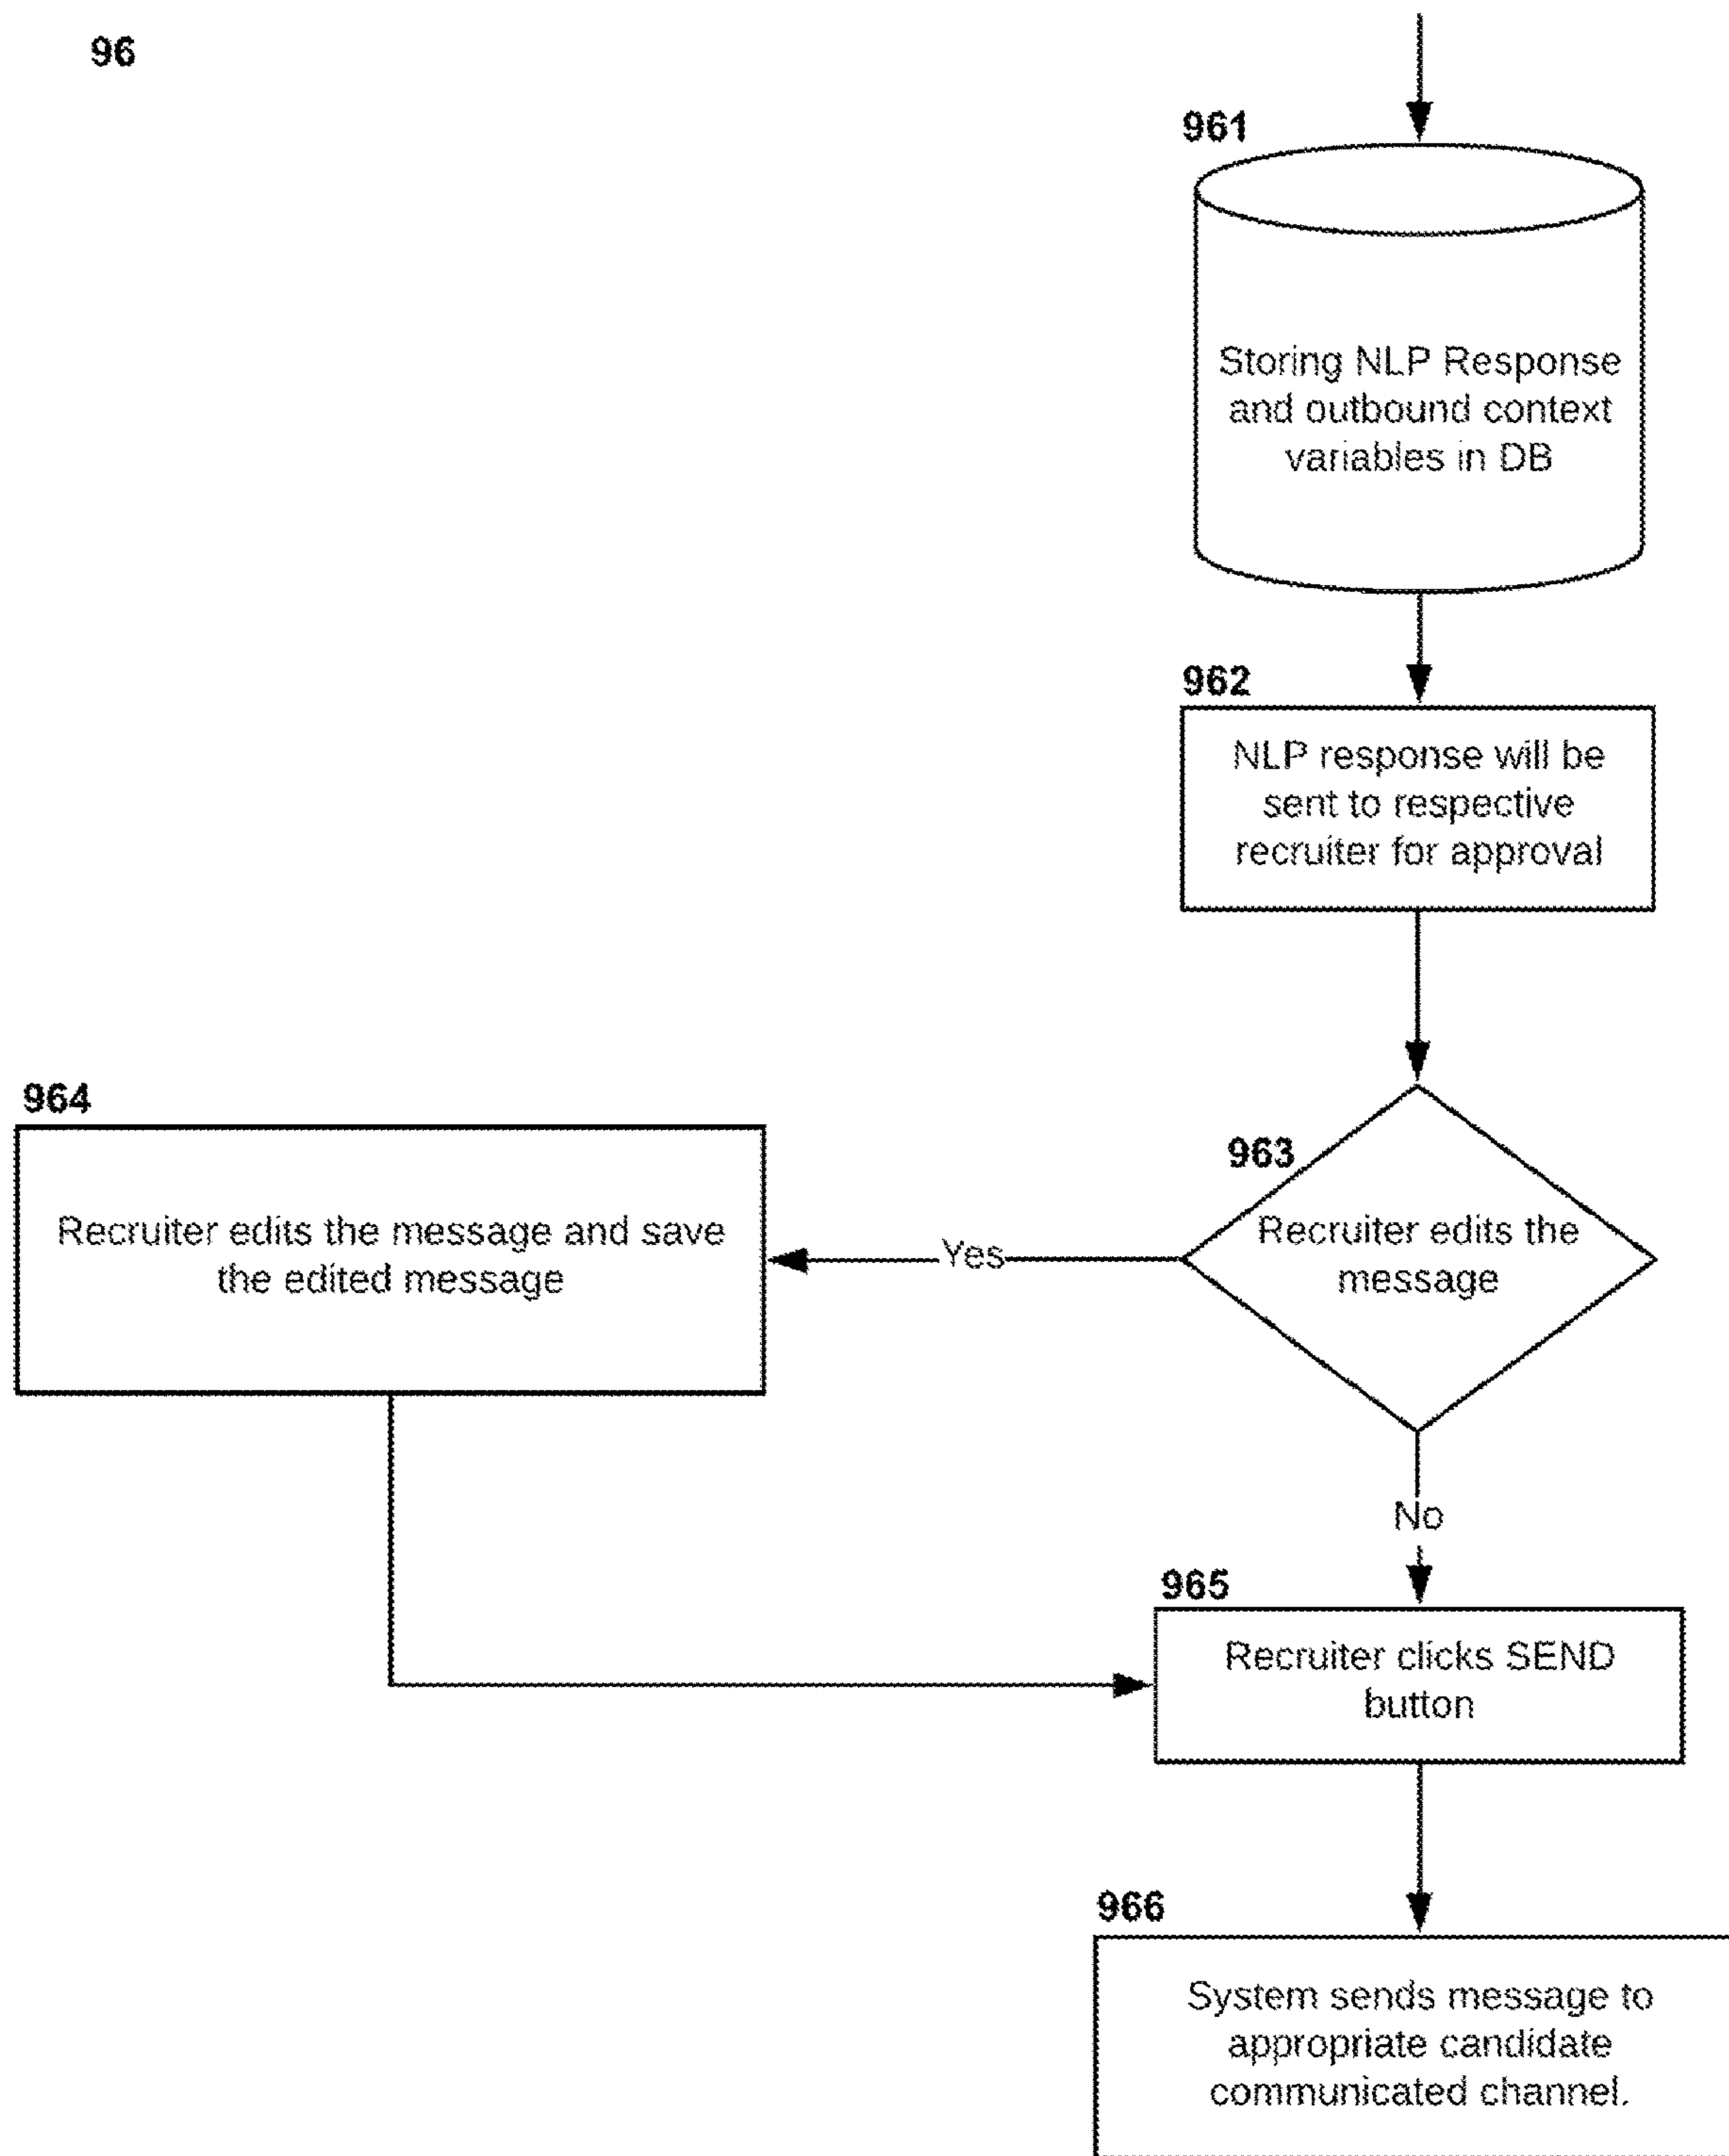 96
961
Storing NLP Response
and outbound context
variables in DB
962
NLP response will be
sent to respective
recruiter for approval
963
Recruiter edits the
message
Yes
964
Recruiter edits the message and save
the edited message
No
965
Recruiter clicks SEND
button
966
System sends message to
appropriate candidate
communicated channel.